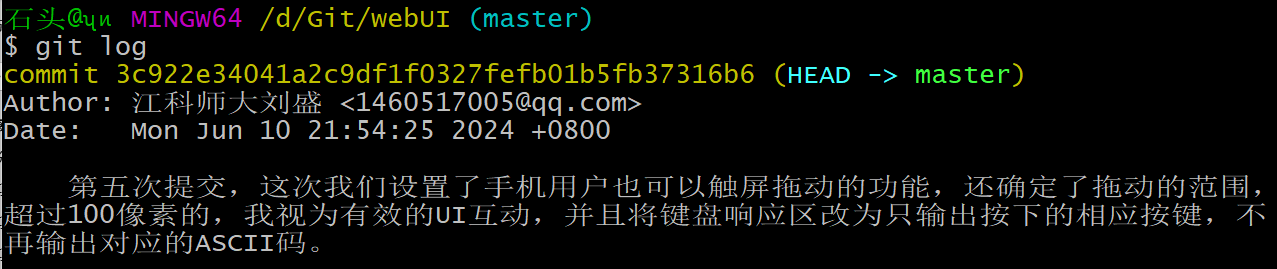 石头@yn MINGW64 /d/Git/webUI (master)
$ git log
commit 3c922e34041a2c9df1f0327fefb01b5fb37316b6 (HEAD -> master)
Author: 江科师大刘盛 <1460517005@qq.com>
Date:   Mon Jun 10 21:54:25 2024 +0800
第五次提交，这次我们设置了手机用户也可以触屏拖动的功能，还确定了拖动的范围，
超过100像素的，我视为有效的UI互动，并且将键盘响应区改为只输出按下的相应按键，不
再输出对应的ASCII码。